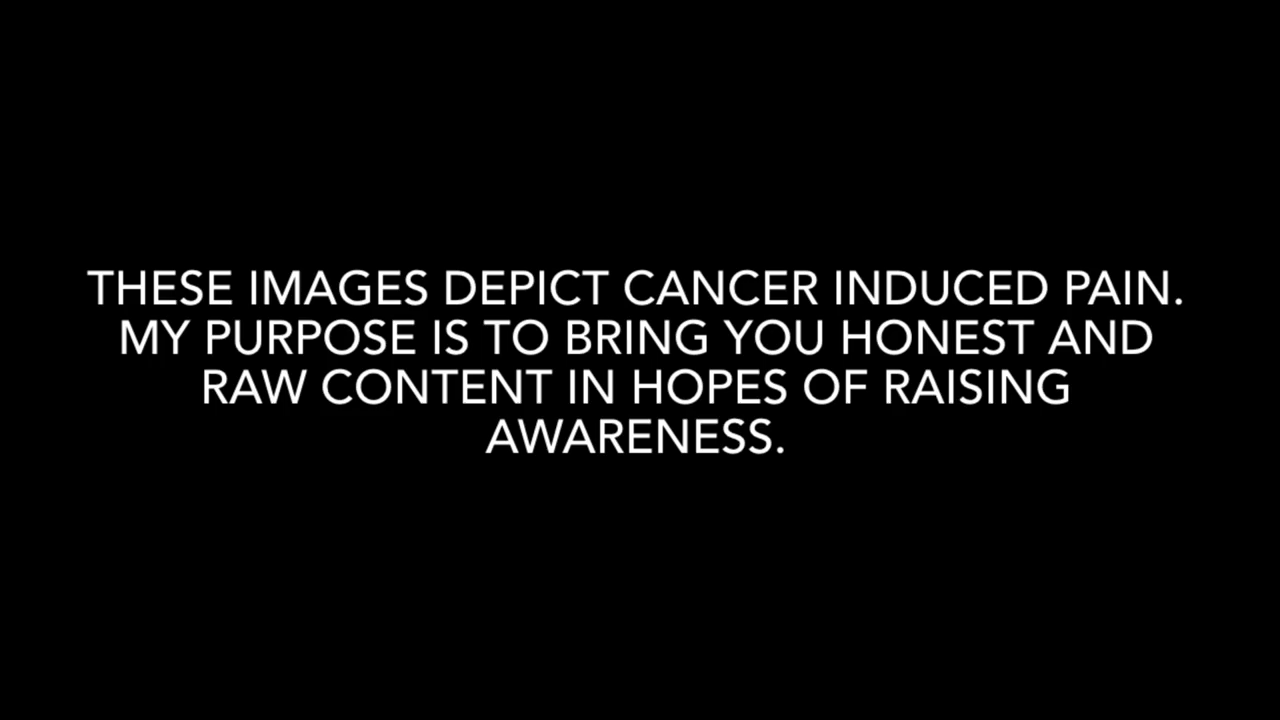 THESE IMAGES DEPICT CANCER INDUCED PAIN.
MY PURPOSE IS TO BRING YOU HONEST AND
RAW CONTENT IN HOPES OF RAISING
AWARENESS.